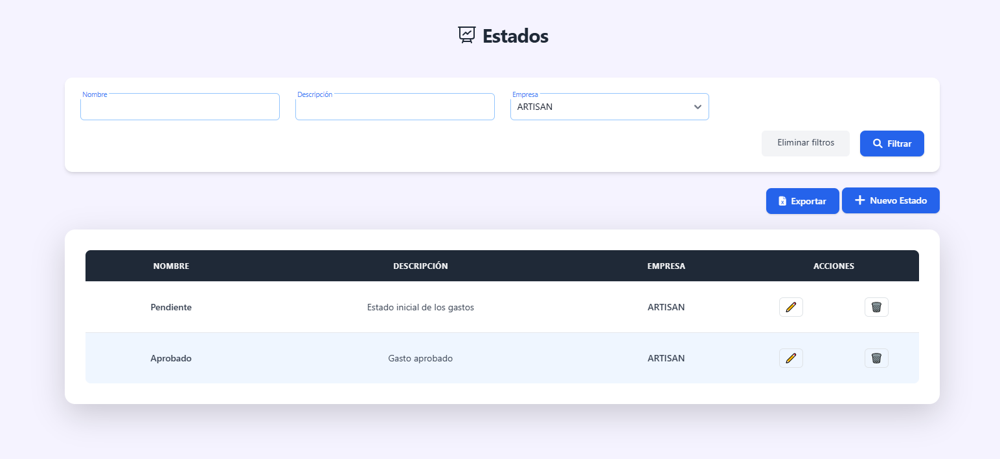 Estados
Nombre Descripción Empresa
ARTISAN
Eliminar filtros Filtrar
Exportar Nuevo Estado
NOMBRE DESCRIPCIÓN EMPRESA ACCIONES
Pendiente Estado inicial de los gastos ARTISAN
Aprobado Gasto aprobado ARTISAN